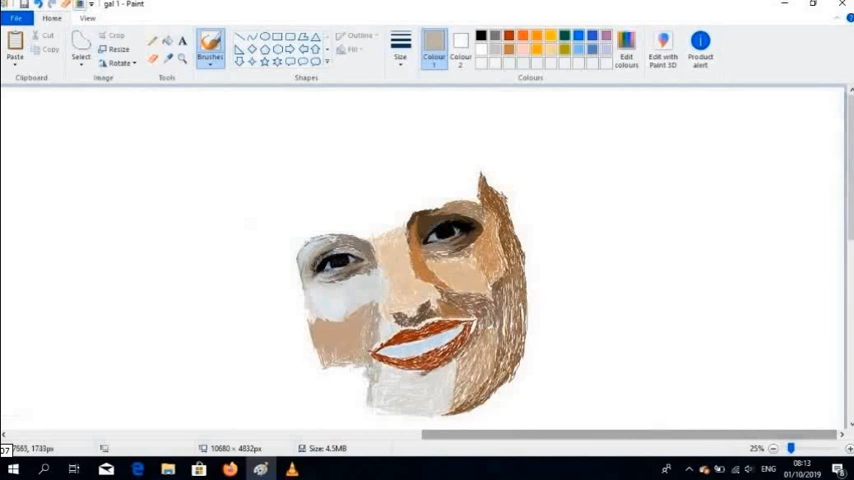 gal 1 - Paint
File Home View
Paste
Cut
Copy
Clipboard
Select
Crop
Resize
Rotate
Image
A
Tools
Brushes
Outline
Fill
Shapes
Size
Colour
1
Colour
2
Edit
colours
Colours
Edit with
Paint 3D
Product
alert
07
7565, 1733px
10680 × 4832px
Size: 4.5MB
25%
ENG
08:13
01/10/2019